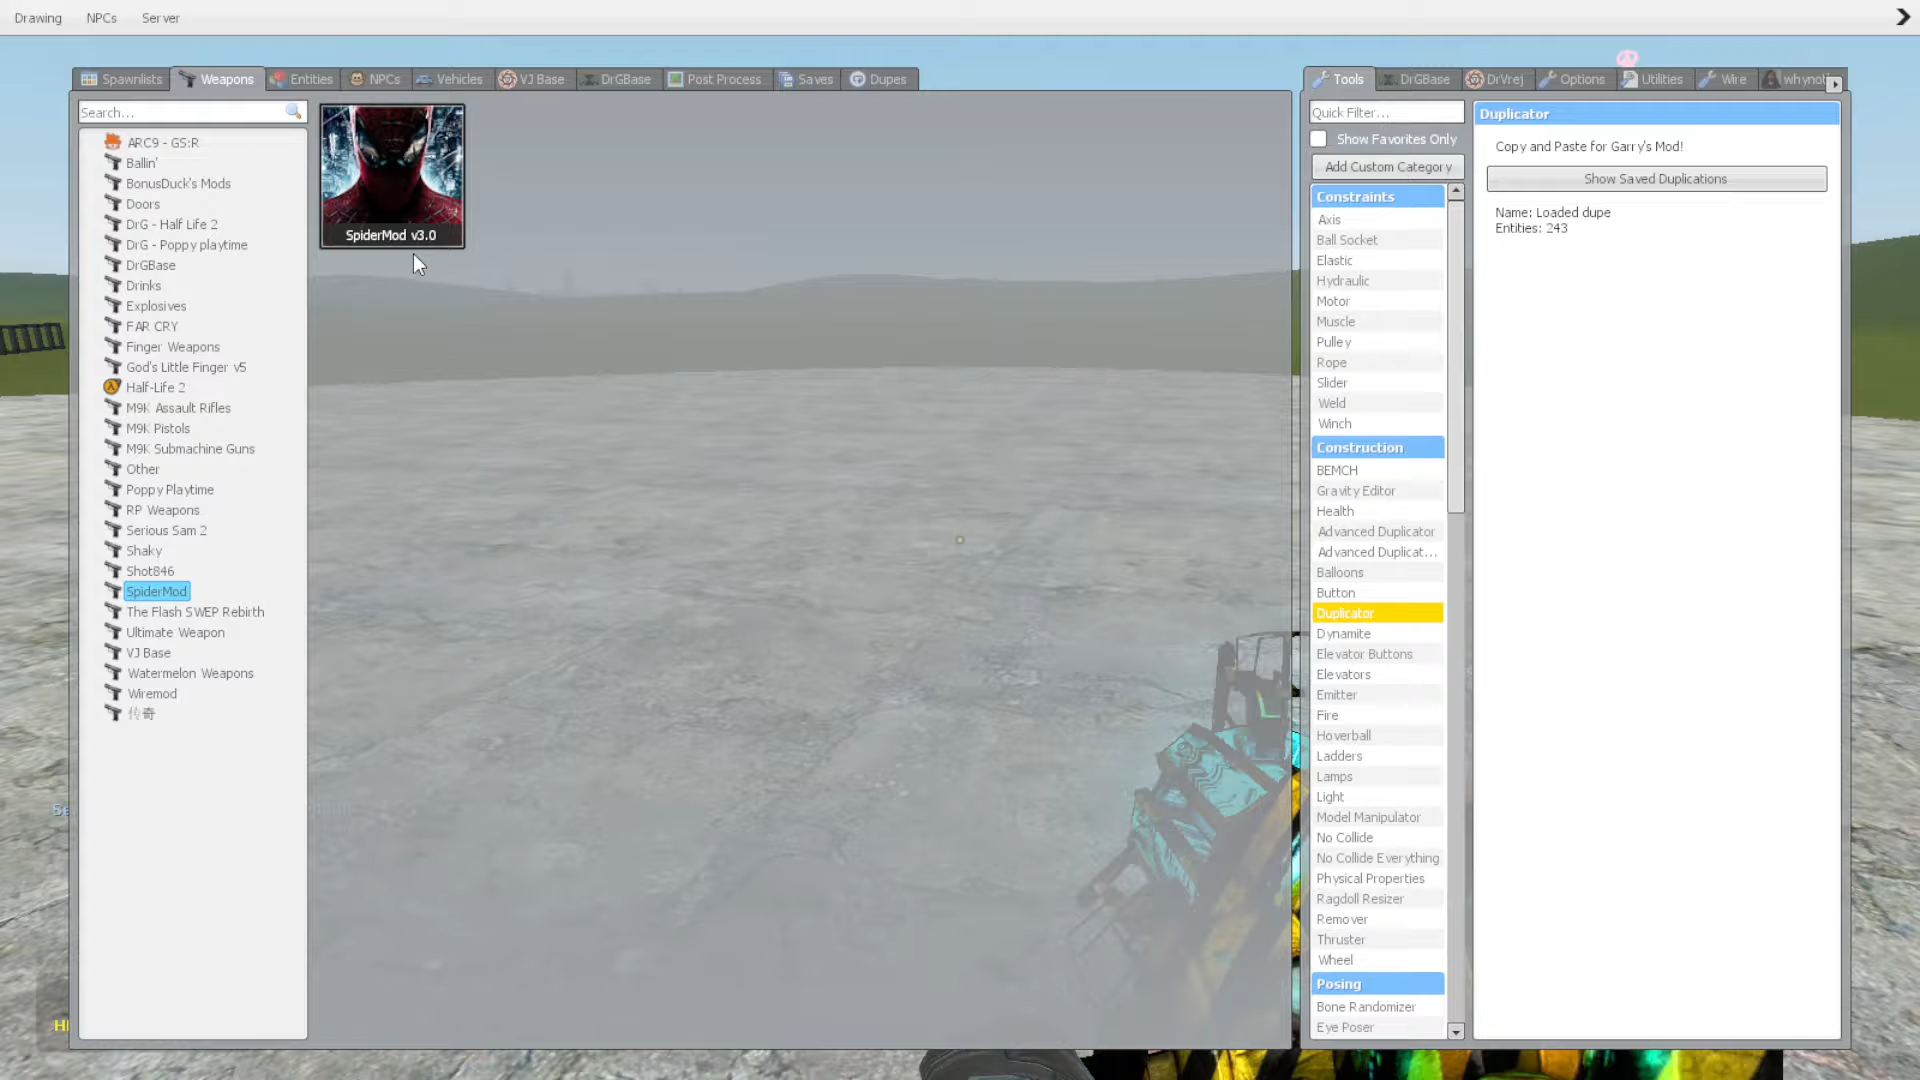 Drawing NPCs Server
Spawnlists Weapons Entities NPCs Vehicles VJ Base DrGBase Post Process Saves Dupes
Search...
ARC9 - GS:R
Ballin'
BonusDuck's Mods
Doors
DrG - Half Life 2
DrG - Poppy playtime
DrGBase
Drinks
Explosives
FAR CRY
Finger Weapons
God's Little Finger v5
Half-Life 2
M9K Assault Rifles
M9K Pistols
M9K Submachine Guns
Other
Poppy Playtime
RP Weapons
Serious Sam 2
Shaky
Shot846
SpiderMod
The Flash SWEP Rebirth
Ultimate Weapon
VJ Base
Watermelon Weapons
Wiremod
传奇
SpiderMod v3.0
Tools DrGBase DrVrej Options Utilities Wire whynot
Quick Filter...
Show Favorites Only
Add Custom Category
Constraints
Axis
Ball Socket
Elastic
Hydraulic
Motor
Muscle
Pulley
Rope
Slider
Weld
Winch
Construction
BEMCH
Gravity Editor
Health
Advanced Duplicator
Advanced Duplicat...
Balloons
Button
Duplicator
Dynamite
Elevator Buttons
Elevators
Emitter
Fire
Hoverball
Ladders
Lamps
Light
Model Manipulator
No Collide
No Collide Everything
Physical Properties
Ragdoll Resizer
Remover
Thruster
Wheel
Posing
Bone Randomizer
Eye Poser
Duplicator
Copy and Paste for Garry's Mod!
Show Saved Duplications
Name: Loaded dupe
Entities: 243